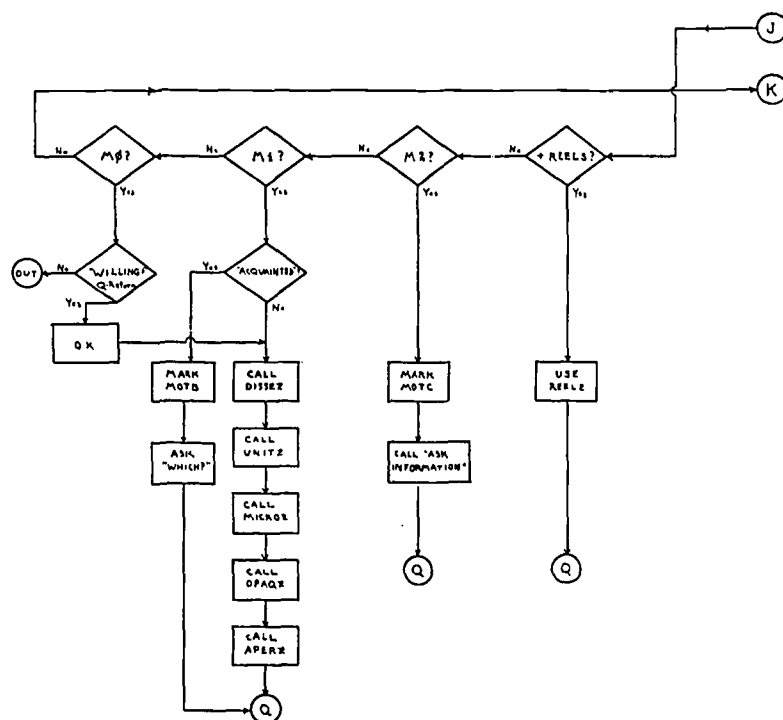 J
K
MØ?
No
Yes
M1?
No
Yes
M2?
No
Yes
+ REELS?
No
Yes
OUT
No
"WILLING"
Q-Return
Yes
Yes
"ACQUAINTED"?
No
OK
MARK
MOTB
CALL
DISSEZ
MARK
MOTC
USE
REELZ
ASK
"WHICH?"
CALL
UNITZ
CALL "ASK
INFORMATION"
CALL
MICROZ
CALL
OPAQZ
Q
Q
CALL
APERZ
Q